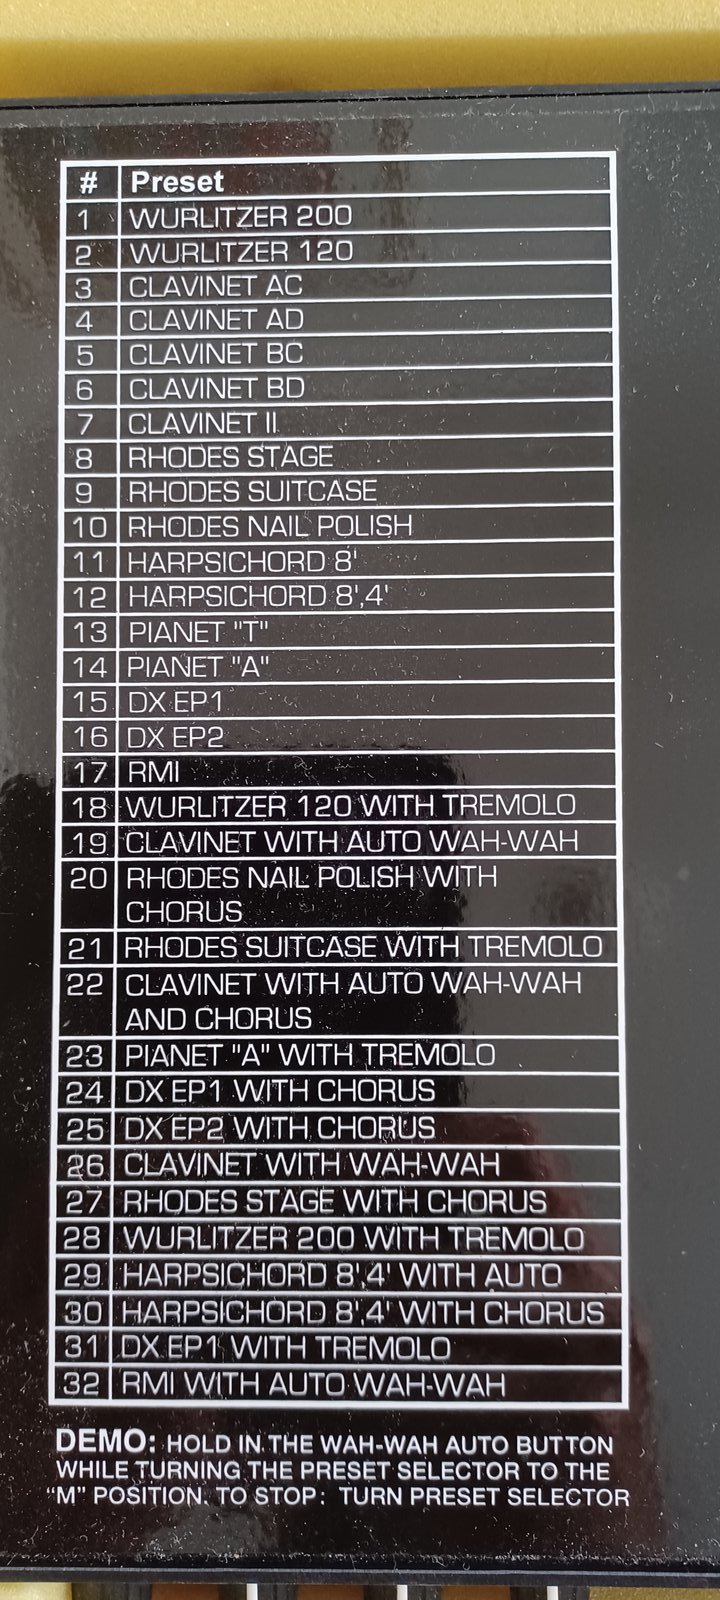 # Preset
1 WURLITZER 200
2 WURLITZER 120
3 CLAVINET AC
4 CLAVINET AD
5 CLAVINET BC
6 CLAVINET BD
7 CLAVINET II
8 RHODES STAGE
9 RHODES SUITCASE
10 RHODES NAIL POLISH
11 HARPSICHORD 8'
12 HARPSICHORD 8',4'
13 PIANET "T"
14 PIANET "A"
15 DX EP1
16 DX EP2
17 RMI
18 WURLITZER 120 WITH TREMOLO
19 CLAVINET WITH AUTO WAH-WAH
20 RHODES NAIL POLISH WITH
CHORUS
21 RHODES SUITCASE WITH TREMOLO
22 CLAVINET WITH AUTO WAH-WAH
AND CHORUS
23 PIANET "A" WITH TREMOLO
24 DX EP1 WITH CHORUS
25 DX EP2 WITH CHORUS
26 CLAVINET WITH WAH-WAH
27 RHODES STAGE WITH CHORUS
28 WURLITZER 200 WITH TREMOLO
29 HARPSICHORD 8',4' WITH AUTO
30 HARPSICHORD 8',4' WITH CHORUS
31 DX EP1 WITH TREMOLO
32 RMI WITH AUTO WAH-WAH
DEMO: HOLD IN THE WAH-WAH AUTO BUTTON
WHILE TURNING THE PRESET SELECTOR TO THE
“M” POSITION. TO STOP: TURN PRESET SELECTOR